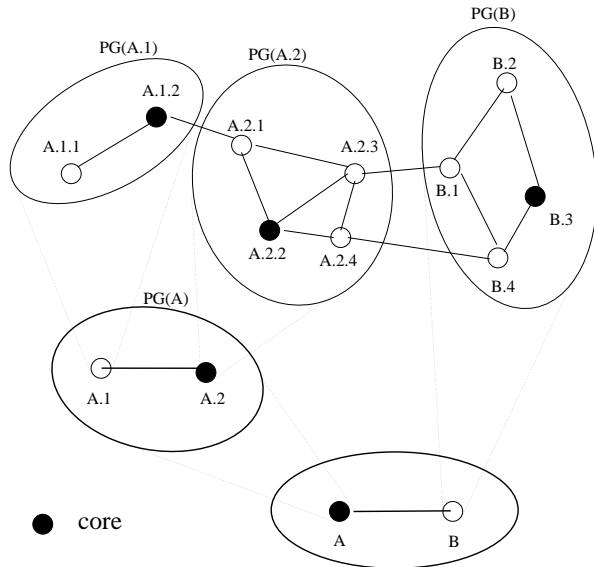 PG(B)
PG(A.1)
PG(A.2)
B.2
A.1.2
A.2.1
A.1.1
A.2.3
B.1
B.3
A.2.2
A.2.4
B.4
PG(A)
A.1
A.2
core
A
B